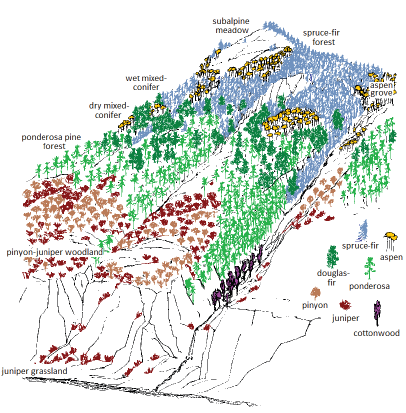 subalpine
meadow
spruce-fir
forest
wet mixed-
conifer
aspen
grove
dry mixed-
conifer
ponderosa pine
forest
pinyon-juniper woodland
spruce-fir
aspen
douglas-
fir
ponderosa
pinyon
juniper
cottonwood
juniper grassland